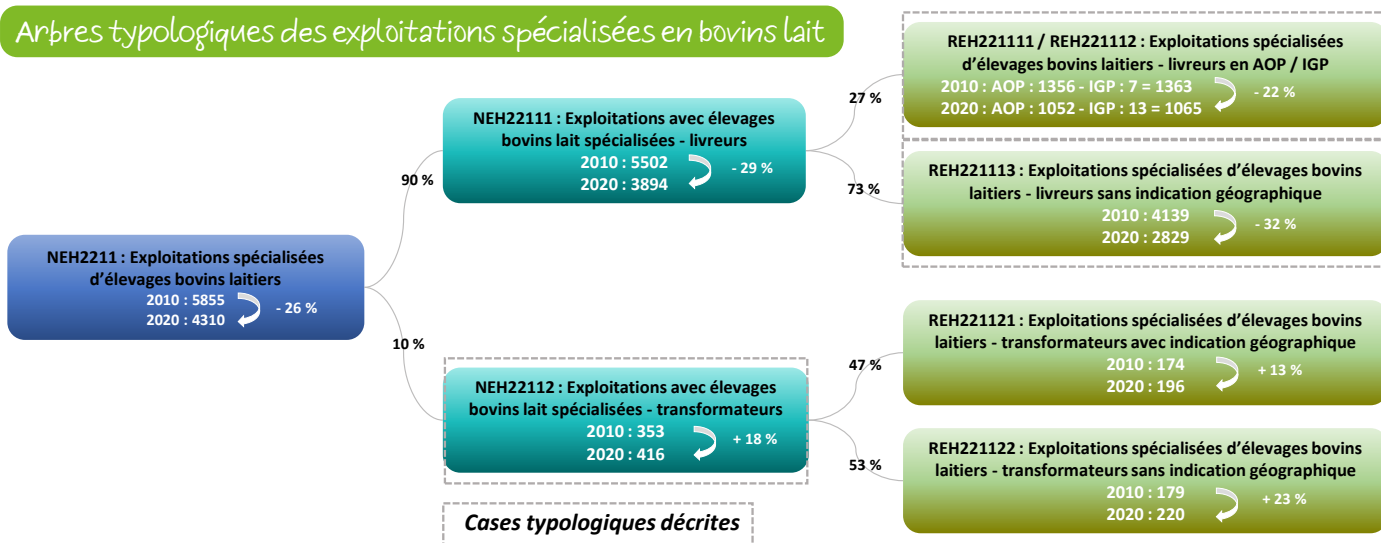 Arbres typologiques des exploitations spécialisées en bovins lait
NEH2211 : Exploitations spécialisées
d'élevages bovins laitiers
2010 : 5855
2020 : 4310
- 26 %
90 %
10 %
NEH22111 : Exploitations avec élevages
bovins lait spécialisées - livreurs
2010 : 5502
2020 : 3894
- 29 %
27 %
73 %
REH221111 / REH221112 : Exploitations spécialisées
d'élevages bovins laitiers - livreurs en AOP / IGP
2010 : AOP : 1356 - IGP : 7 = 1363
2020 : AOP : 1052 - IGP : 13 = 1065
- 22 %
REH221113 : Exploitations spécialisées d'élevages bovins
laitiers - livreurs sans indication géographique
2010 : 4139
2020 : 2829
- 32 %
NEH22112 : Exploitations avec élevages
bovins lait spécialisées - transformateurs
2010 : 353
2020 : 416
+ 18 %
47 %
53 %
REH221121 : Exploitations spécialisées d'élevages bovins
laitiers - transformateurs avec indication géographique
2010 : 174
2020 : 196
+ 13 %
REH221122 : Exploitations spécialisées d'élevages bovins
laitiers - transformateurs sans indication géographique
2010 : 179
2020 : 220
+ 23 %
Cases typologiques décrites